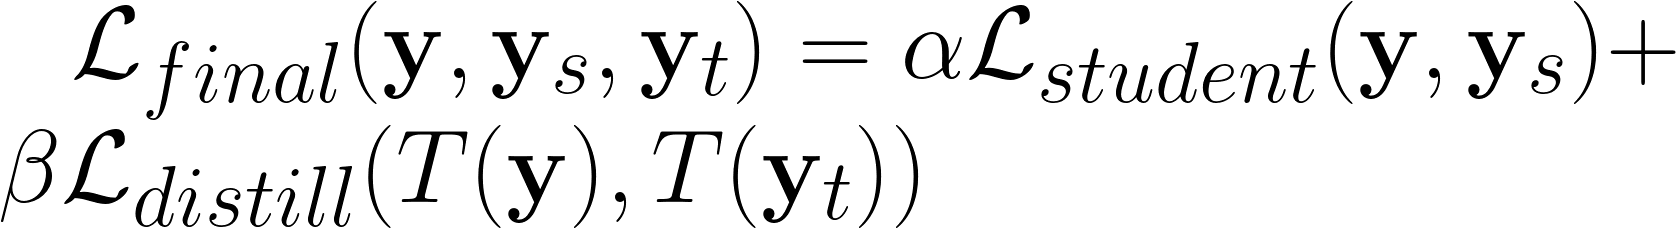 𝓛_{final}(𝐲, 𝐲_s, 𝐲_t) = α𝓛_{student}(𝐲, 𝐲_s)+
β𝓛_{distill}(T(𝐲), T(𝐲_t))